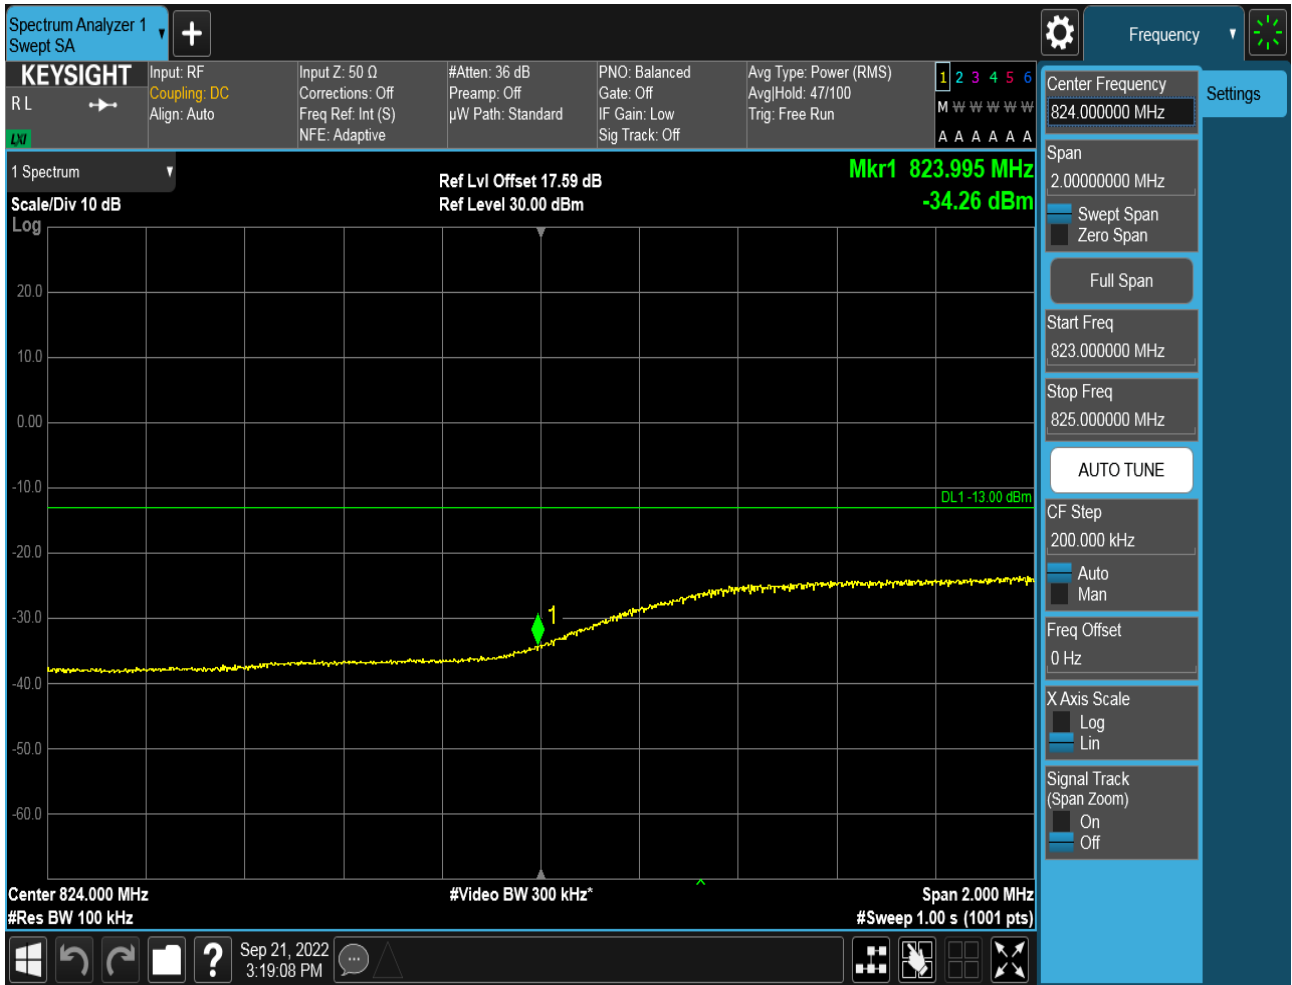 Spectrum Analyzer 1
Swept SA
Frequency
KEYSIGHT
R L
LXI
Input: RF
Coupling: DC
Align: Auto
Input Z: 50 Ω
Corrections: Off
Freq Ref: Int (S)
NFE: Adaptive
#Atten: 36 dB
Preamp: Off
µW Path: Standard
PNO: Balanced
Gate: Off
IF Gain: Low
Sig Track: Off
Avg Type: Power (RMS)
Avg|Hold: 47/100
Trig: Free Run
1 2 3 4 5 6
M W W W W W
A A A A A A
1 Spectrum
Scale/Div 10 dB
Log
Ref Lvl Offset 17.59 dB
Ref Level 30.00 dBm
Mkr1 823.995 MHz
-34.26 dBm
20.0
10.0
0.00
-10.0
DL1 -13.00 dBm
-20.0
-30.0
1
-40.0
-50.0
-60.0
Center 824.000 MHz
#Video BW 300 kHz*
Span 2.000 MHz
#Res BW 100 kHz
#Sweep 1.00 s (1001 pts)
?
Sep 21, 2022
3:19:08 PM
Center Frequency
824.000000 MHz
Settings
Span
2.00000000 MHz
Swept Span
Zero Span
Full Span
Start Freq
823.000000 MHz
Stop Freq
825.000000 MHz
AUTO TUNE
CF Step
200.000 kHz
Auto
Man
Freq Offset
0 Hz
X Axis Scale
Log
Lin
Signal Track
(Span Zoom)
On
Off